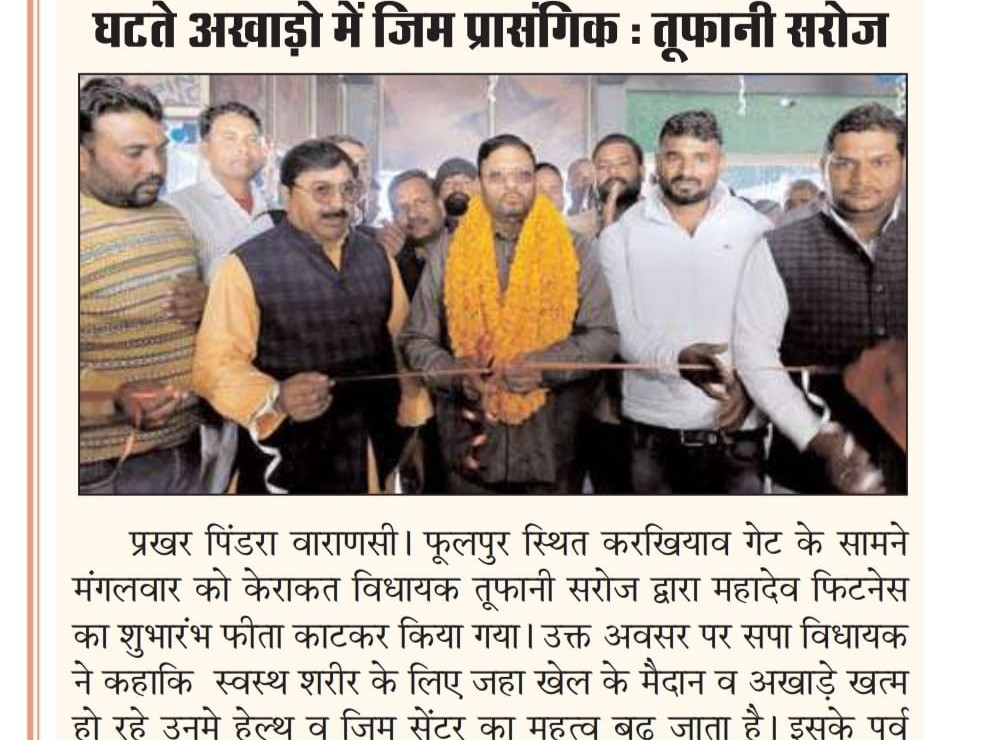 घटते अखाड़ो में जिम प्रासंगिक : तूफानी सरोज
प्रखर पिंडरा वाराणसी। फूलपुर स्थित करखियाव गेट के सामने
मंगलवार को केराकत विधायक तूफानी सरोज द्वारा महादेव फिटनेस
का शुभारंभ फीता काटकर किया गया। उक्त अवसर पर सपा विधायक
ने कहाकि स्वस्थ शरीर के लिए जहा खेल के मैदान व अखाड़े खत्म
हो रहे उनमे हेल्थ व जिम सेंटर का महत्व बढ़ जाता है। इसके पूर्व